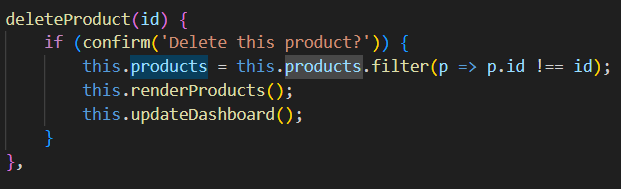 deleteProduct(id) {
    if (confirm('Delete this product?')) {
        this.products = this.products.filter(p => p.id !== id);
        this.renderProducts();
        this.updateDashboard();
    }
},